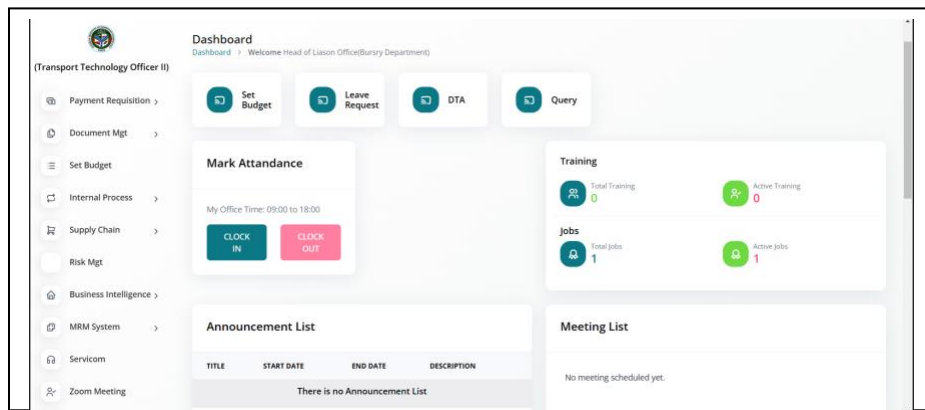 (Transport Technology Officer II)
Payment Requisition
Document Mgt
Set Budget
Internal Process
Supply Chain
Risk Mgt
Business Intelligence
MRM System
Servicom
Zoom Meeting
Dashboard
Dashboard > Welcome Head of Liason Office(Bursry Department)
Set Budget
Leave Request
DTA
Query
Mark Attandance
My Office Time: 09:00 to 18:00
CLOCK IN
CLOCK OUT
Training
Total Training
0
Active Training
0
Jobs
Total Jobs
1
Active Jobs
1
Announcement List
TITLE START DATE END DATE DESCRIPTION
There is no Announcement List
Meeting List
No meeting scheduled yet.